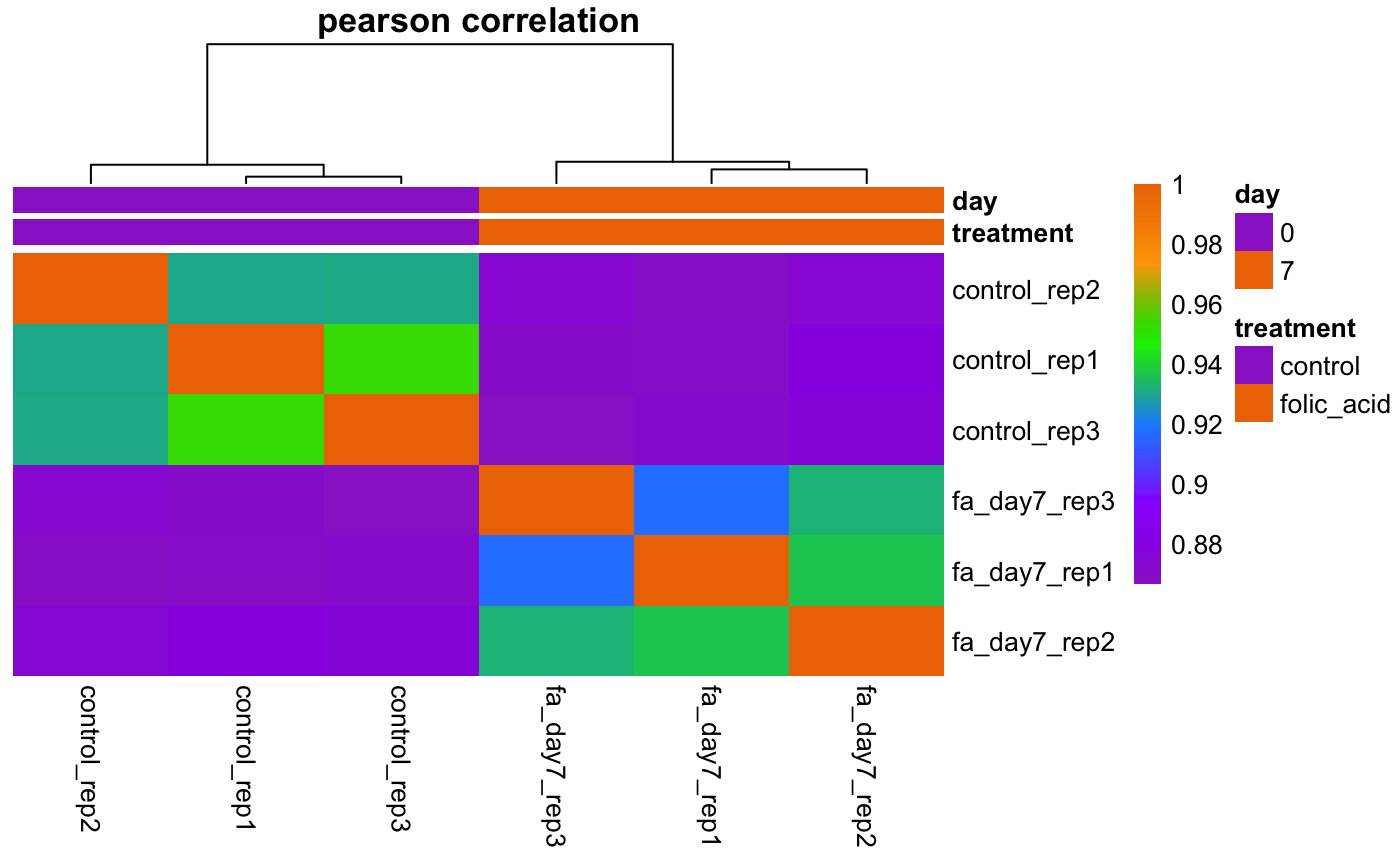 pearson correlation
day
treatment
control_rep2
control_rep1
control_rep3
fa_day7_rep3
fa_day7_rep1
fa_day7_rep2
control_rep2
control_rep1
control_rep3
fa_day7_rep3
fa_day7_rep1
fa_day7_rep2
1
0.98
0.96
0.94
0.92
0.9
0.88
day
0
7
treatment
control
folic_acid